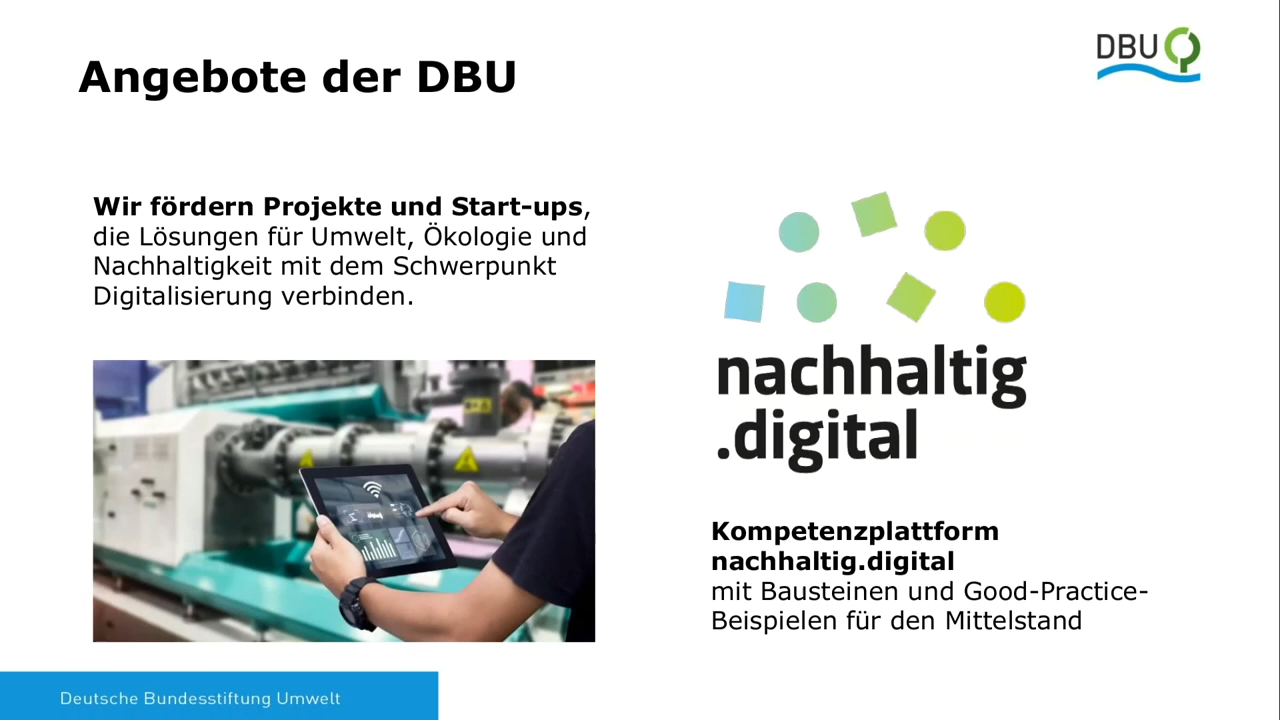 Angebote der DBU
DBU
Wir fördern Projekte und Start-ups,
die Lösungen für Umwelt, Ökologie und
Nachhaltigkeit mit dem Schwerpunkt
Digitalisierung verbinden.
nachhaltig
.digital
Kompetenzplattform
nachhaltig.digital
mit Bausteinen und Good-Practice-
Beispielen für den Mittelstand
Deutsche Bundesstiftung Umwelt